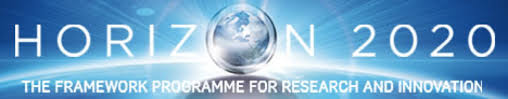 HORIZON 2020
THE FRAMEWORK PROGRAMME FOR RESEARCH AND INNOVATION